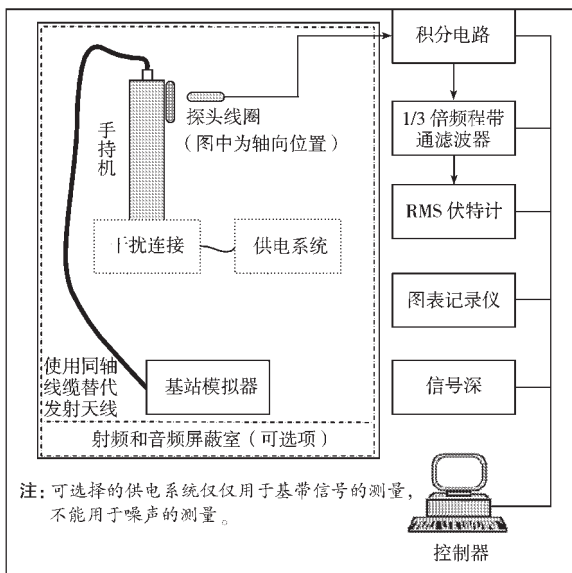 积分电路
1/3 倍频程带
通滤波器
RMS 伏特计
图表记录仪
信号深
控制器
手持机
探头线圈
（图中为轴向位置）
干扰连接
供电系统
使用同轴
线缆替代
发射天线
基站模拟器
射频和音频屏蔽室（可选项）
注：可选择的供电系统仅仅用于基带信号的测量，
不能用于噪声的测量。